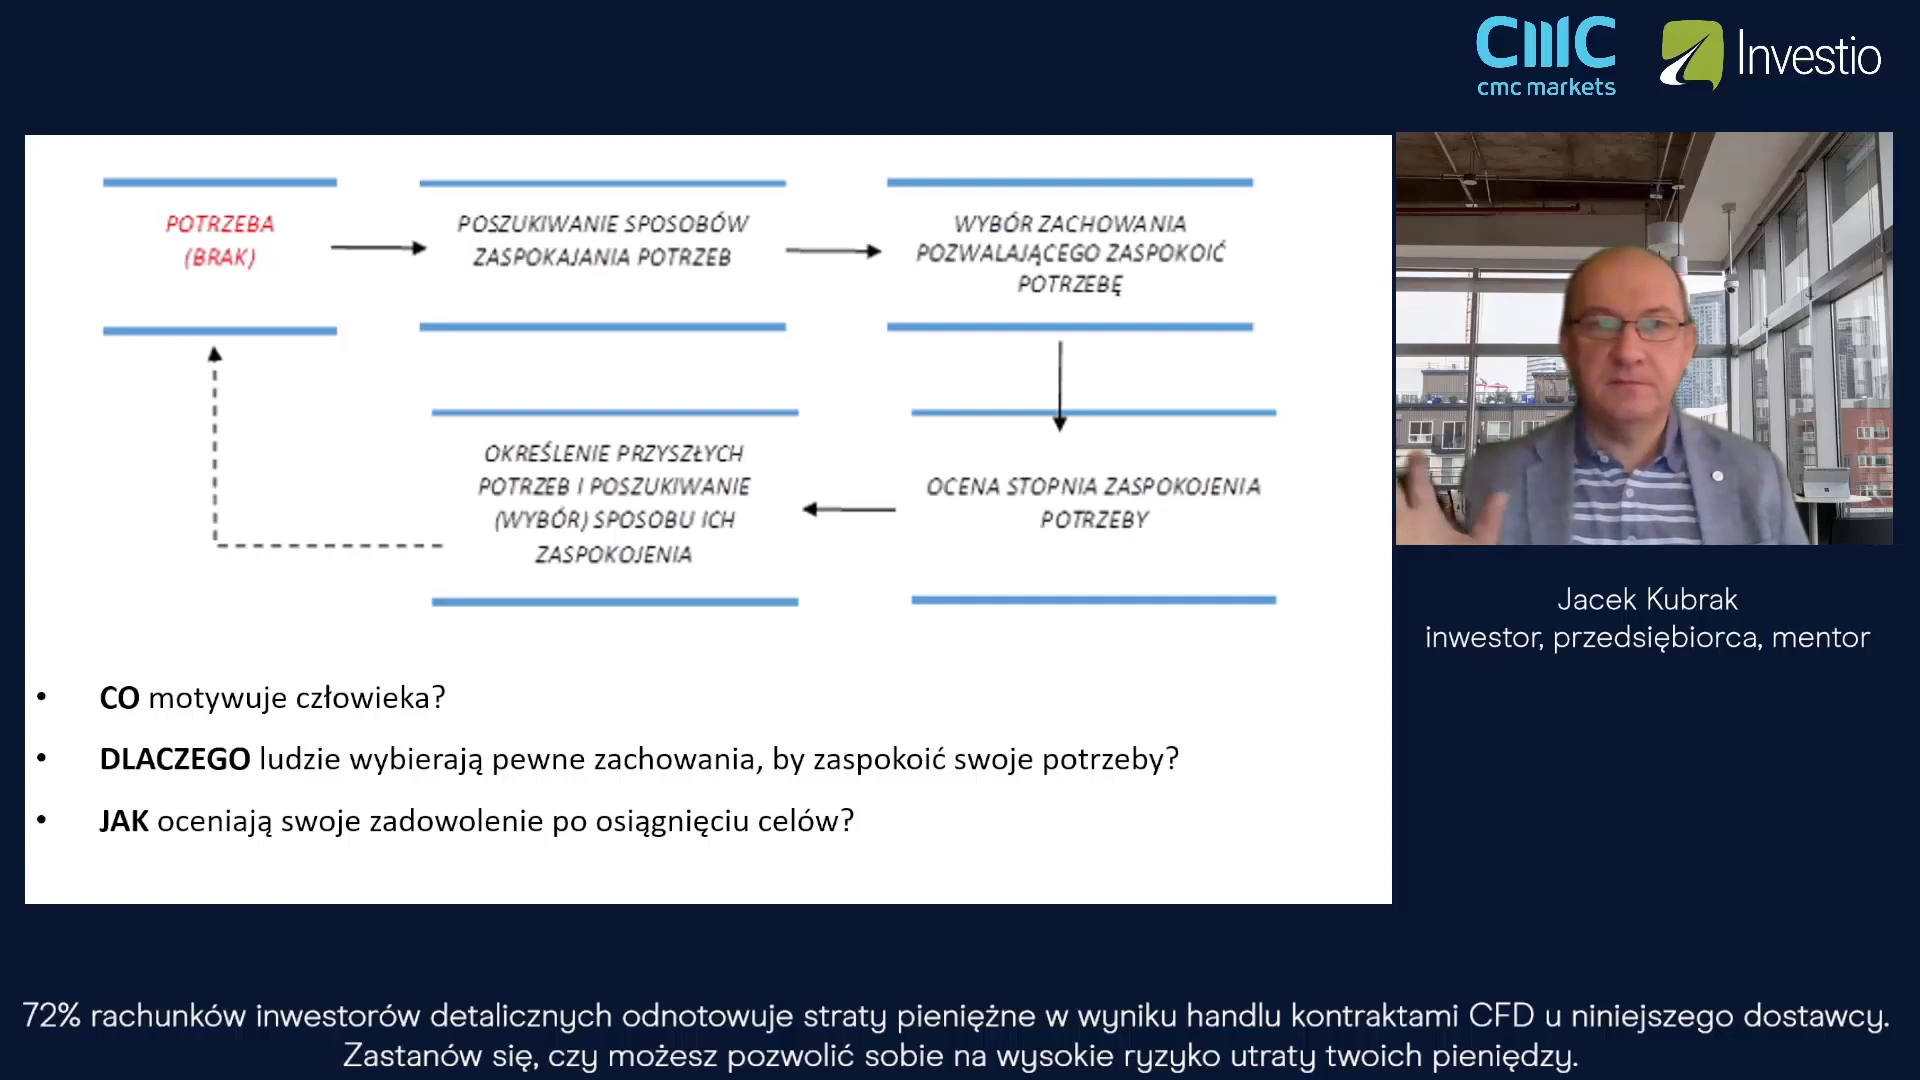 CMC
cmc markets
Investio
POTRZEBA
(BRAK)
POSZUKIWANIE SPOSOBÓW
ZASPOKAJANIA POTRZEB
WYBÓR ZACHOWANIA
POZWALAJĄCEGO ZASPOKOIĆ
POTRZEBĘ
OKREŚLENIE PRZYSZŁYCH
POTRZEB I POSZUKIWANIE
(WYBÓR) SPOSOBU ICH
ZASPOKOJENIA
OCENA STOPNIA ZASPOKOJENIA
POTRZEBY
• CO motywuje człowieka?
• DLACZEGO ludzie wybierają pewne zachowania, by zaspokoić swoje potrzeby?
• JAK oceniają swoje zadowolenie po osiągnięciu celów?
Jacek Kubrak
inwestor, przedsiębiorca, mentor
72% rachunków inwestorów detalicznych odnotowuje straty pieniężne w wyniku handlu kontraktami CFD u niniejszego dostawcy.
Zastanów się, czy możesz pozwolić sobie na wysokie ryzyko utraty twoich pieniędzy.